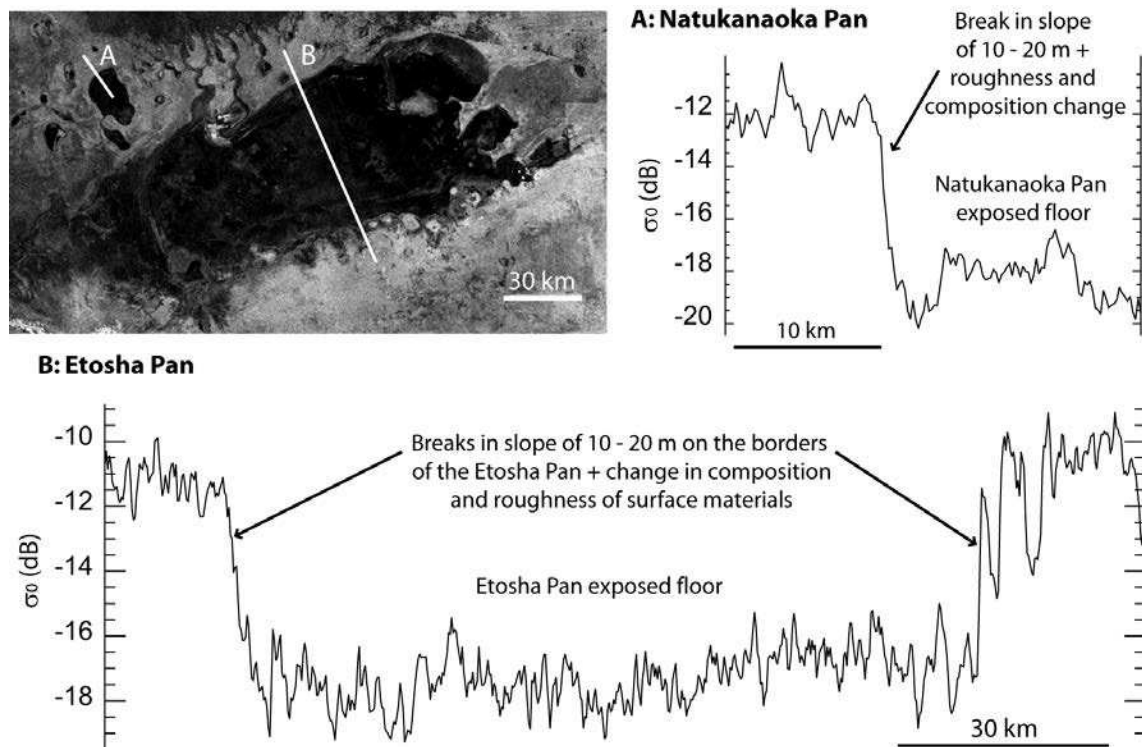 A
B
30 km
A: Natukanaoka Pan
Break in slope
of 10 - 20 m +
roughness and
composition change
-12
-14
-16
-18
-20
σ0 (dB)
Natukanaoka Pan
exposed floor
10 km
B: Etosha Pan
-10
-12
-14
-16
-18
σ0 (dB)
Breaks in slope of 10 - 20 m on the borders
of the Etosha Pan + change in composition
and roughness of surface materials
Etosha Pan exposed floor
30 km